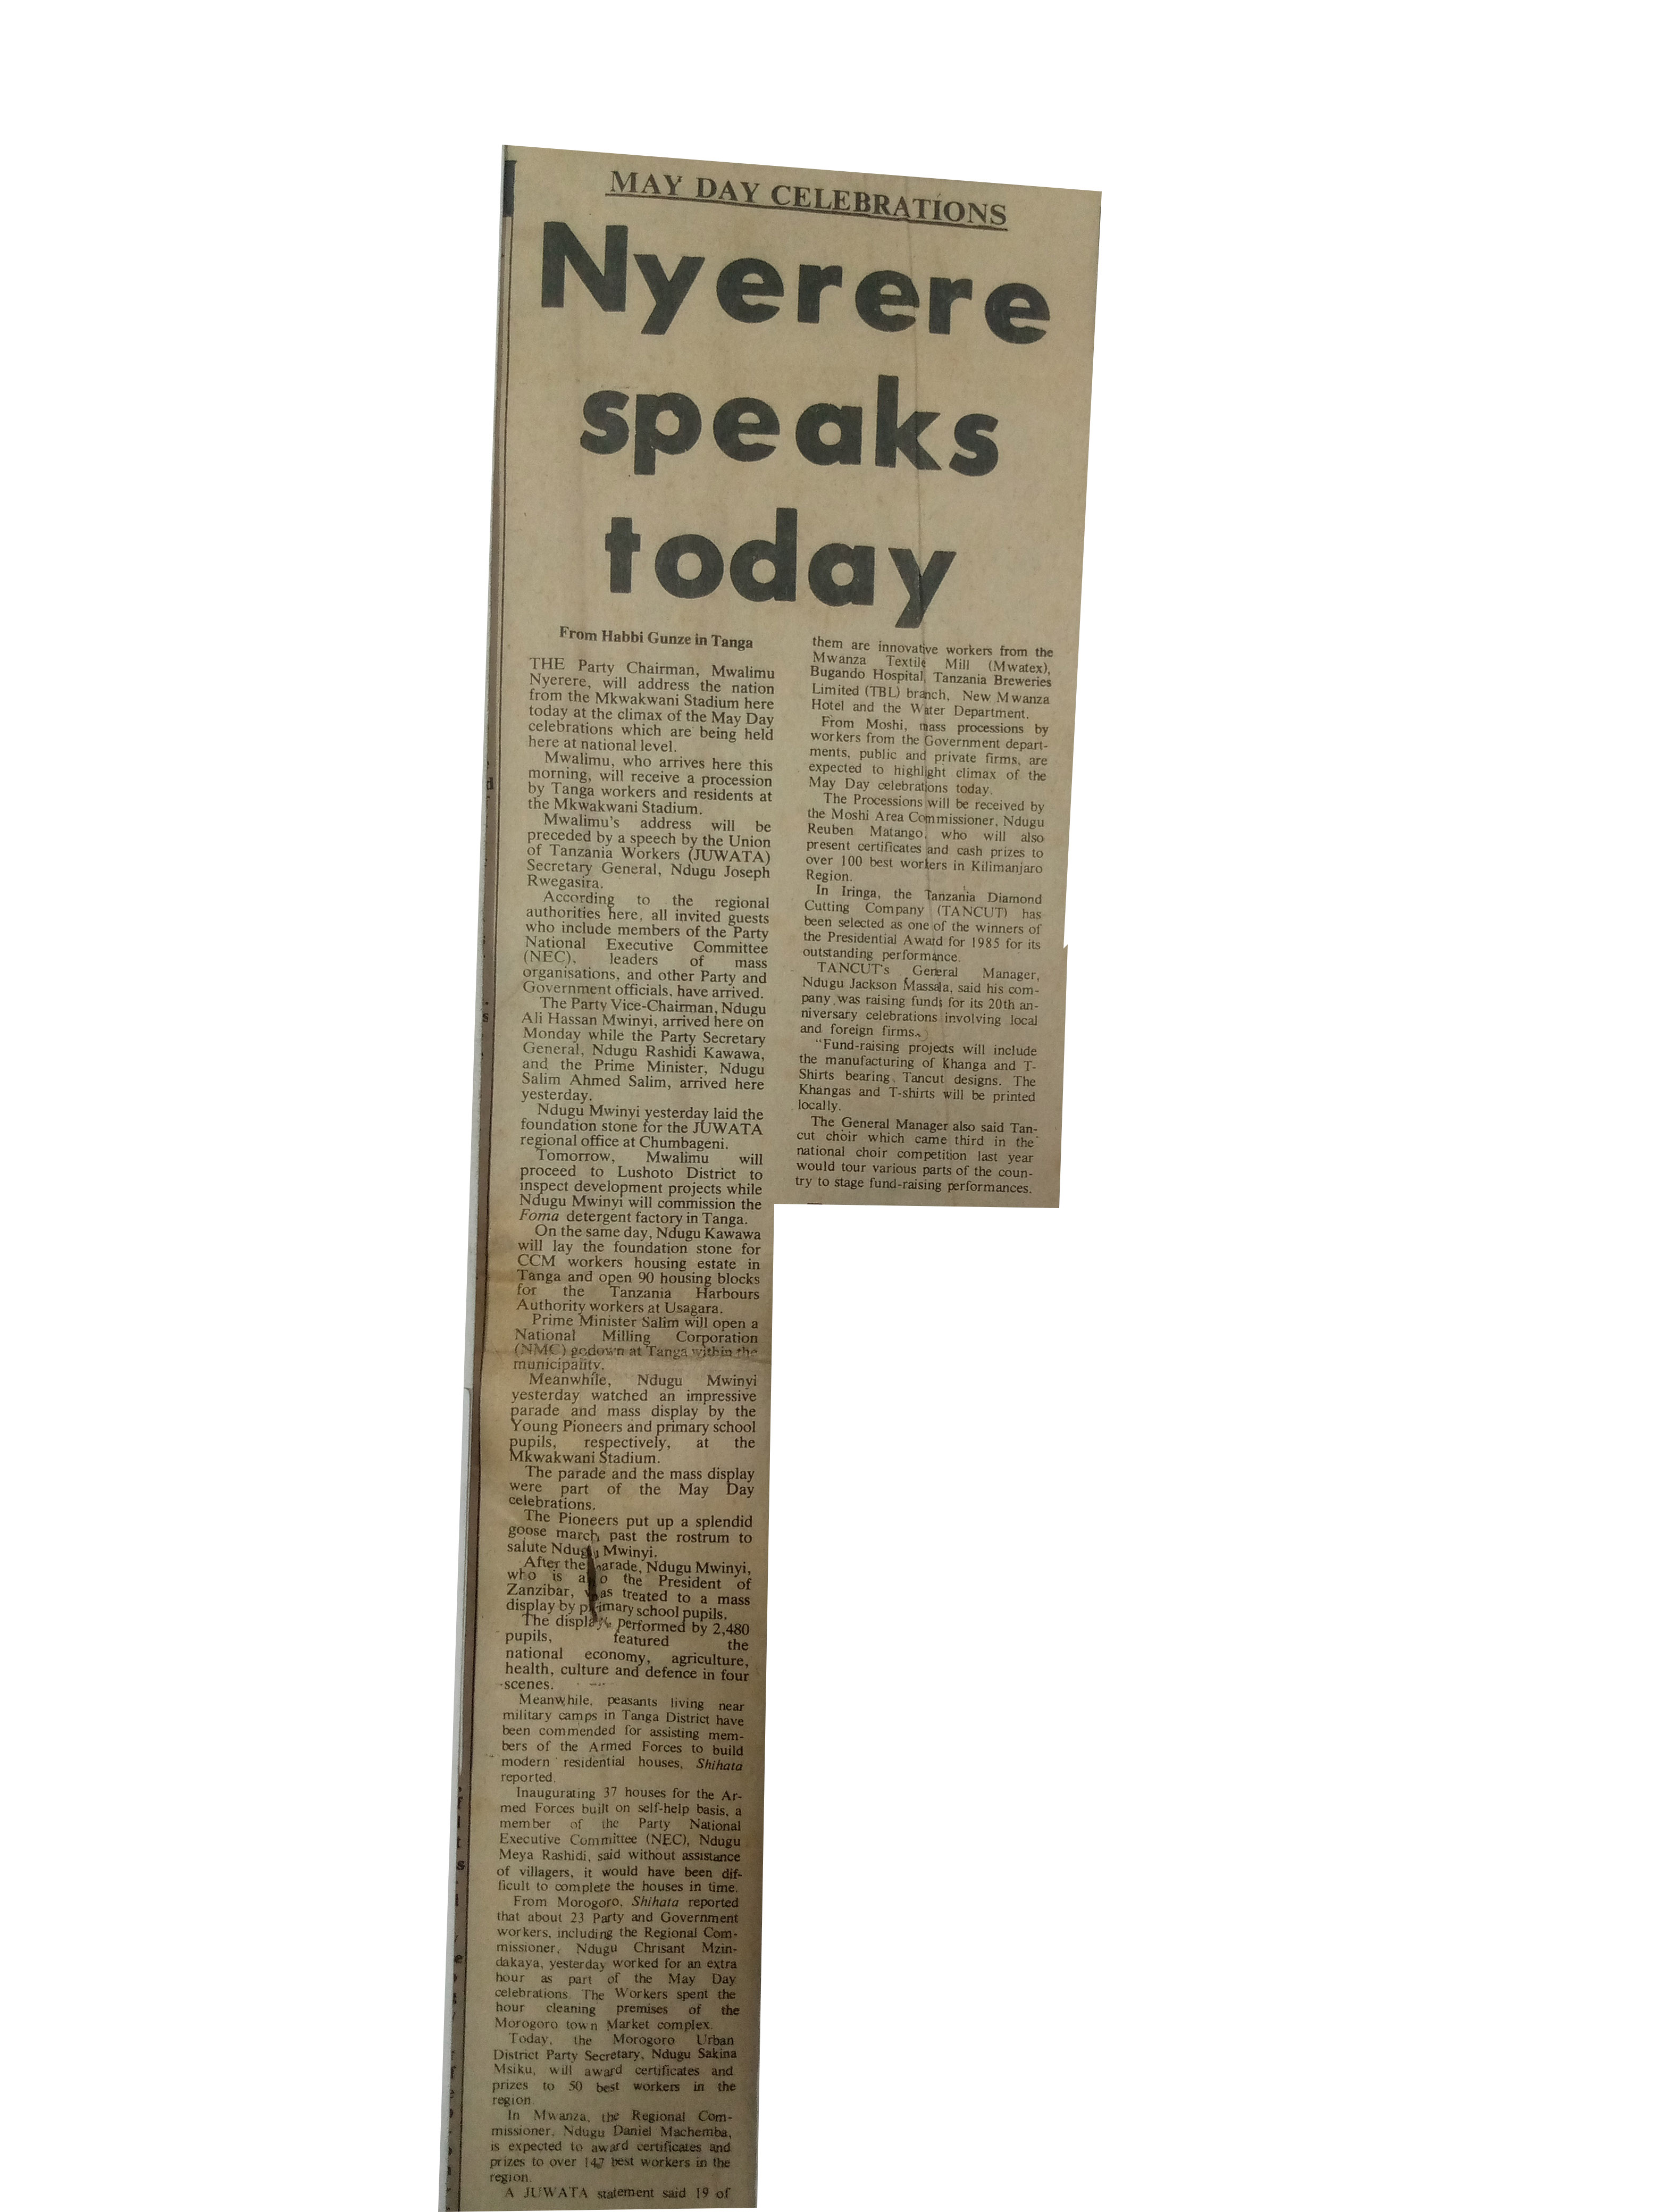 MAY DAY CELEBRATIONS
Nyerere
speaks
today
From Habbi Gunze in Tanga
THE Party Chairman, Mwalimu
Nyerere, will address the nation
from the Mkwakwani Stadium here
today at the climax of the May Day
celebrations which are being held
here at national level.
Mwalimu, who arrives here this
morning, will receive a procession
by Tanga workers and residents at
the Mkwakwani Stadium.
Mwalimu's address will be
preceded by a speech by the Union
of Tanzania Workers (JUWATA)
Secretary General, Ndugu Joseph
Rwegasira.
According to the regional
authorities here, all invited guests
who include members of the Party
National Executive Committee
(NEC), leaders of mass
organisations, and other Party and
Government officials, have arrived.
The Party Vice-Chairman, Ndugu
Ali Hassan Mwinyi, arrived here on
Monday while the Party Secretary
General, Ndugu Rashidi Kawawa,
and the Prime Minister, Ndugu
Salim Ahmed Salim, arrived here
yesterday.
Ndugu Mwinyi yesterday laid the
foundation stone for the JUWATA
regional office at Chumbageni.
Tomorrow, Mwalimu will
proceed to Lushoto District to
inspect development projects while
Ndugu Mwinyi will commission the
Foma detergent factory in Tanga.
On the same day, Ndugu Kawawa
will lay the foundation stone for
CCM workers housing estate in
Tanga and open 90 housing blocks
for the Tanzania Harbours
Authority workers at Usagara.
Prime Minister Salim will open a
National Milling Corporation
(NMC) godown at Tanga within the
municipality.
Meanwhile, Ndugu Mwinyi
yesterday watched an impressive
parade and mass display by the
Young Pioneers and primary school
pupils, respectively, at the
Mkwakwani Stadium.
The parade and the mass display
were part of the May Day
celebrations.
The Pioneers put up a splendid
goose march past the rostrum to
salute Ndugu Mwinyi.
After the parade, Ndugu Mwinyi,
who is also the President of
Zanzibar, was treated to a mass
display by primary school pupils.
The display, performed by 2,480
pupils, featured the
national economy, agriculture,
health, culture and defence in four
scenes.
Meanwhile, peasants living near
military camps in Tanga District have
been commended for assisting mem-
bers of the Armed Forces to build
modern residential houses, Shihata
reported.
Inaugurating 37 houses for the Ar-
med Forces built on self-help basis, a
member of the Party National
Executive Committee (NEC), Ndugu
Meya Rashidi, said without assistance
of villagers, it would have been dif-
ficult to complete the houses in time.
From Morogoro, Shihata reported
that about 23 Party and Government
workers, including the Regional Com-
missioner, Ndugu Chrisant Mzin-
dakaya, yesterday worked for an extra
hour as part of the May Day
celebrations. The Workers spent the
hour cleaning premises of the
Morogoro town Market complex.
Today, the Morogoro Urban
District Party Secretary, Ndugu Sakina
Msiku, will award certificates and
prizes to 50 best workers in the
region.
In Mwanza, the Regional Com-
missioner, Ndugu Daniel Machemba,
is expected to award certificates and
prizes to over 147 best workers in the
region.
A JUWATA statement said 19 of
them are innovative workers from the
Mwanza Textile Mill (Mwatex),
Bugando Hospital, Tanzania Breweries
Limited (TBL) branch, New Mwanza
Hotel and the Water Department.
From Moshi, mass processions by
workers from the Government depart-
ments, public and private firms, are
expected to highlight climax of the
May Day celebrations today.
The Processions will be received by
the Moshi Area Commissioner, Ndugu
Reuben Matango, who will also
present certificates and cash prizes to
over 100 best workers in Kilimanjaro
Region.
In Iringa, the Tanzania Diamond
Cutting Company (TANCUT) has
been selected as one of the winners of
the Presidential Award for 1985 for its
outstanding performance.
TANCUT's General Manager,
Ndugu Jackson Massala, said his com-
pany was raising funds for its 20th an-
niversary celebrations involving local
and foreign firms.
"Fund-raising projects will include
the manufacturing of Khanga and T-
Shirts bearing Tancut designs. The
Khangas and T-shirts will be printed
locally.
The General Manager also said Tan-
cut choir which came third in the
national choir competition last year
would tour various parts of the coun-
try to stage fund-raising performances.